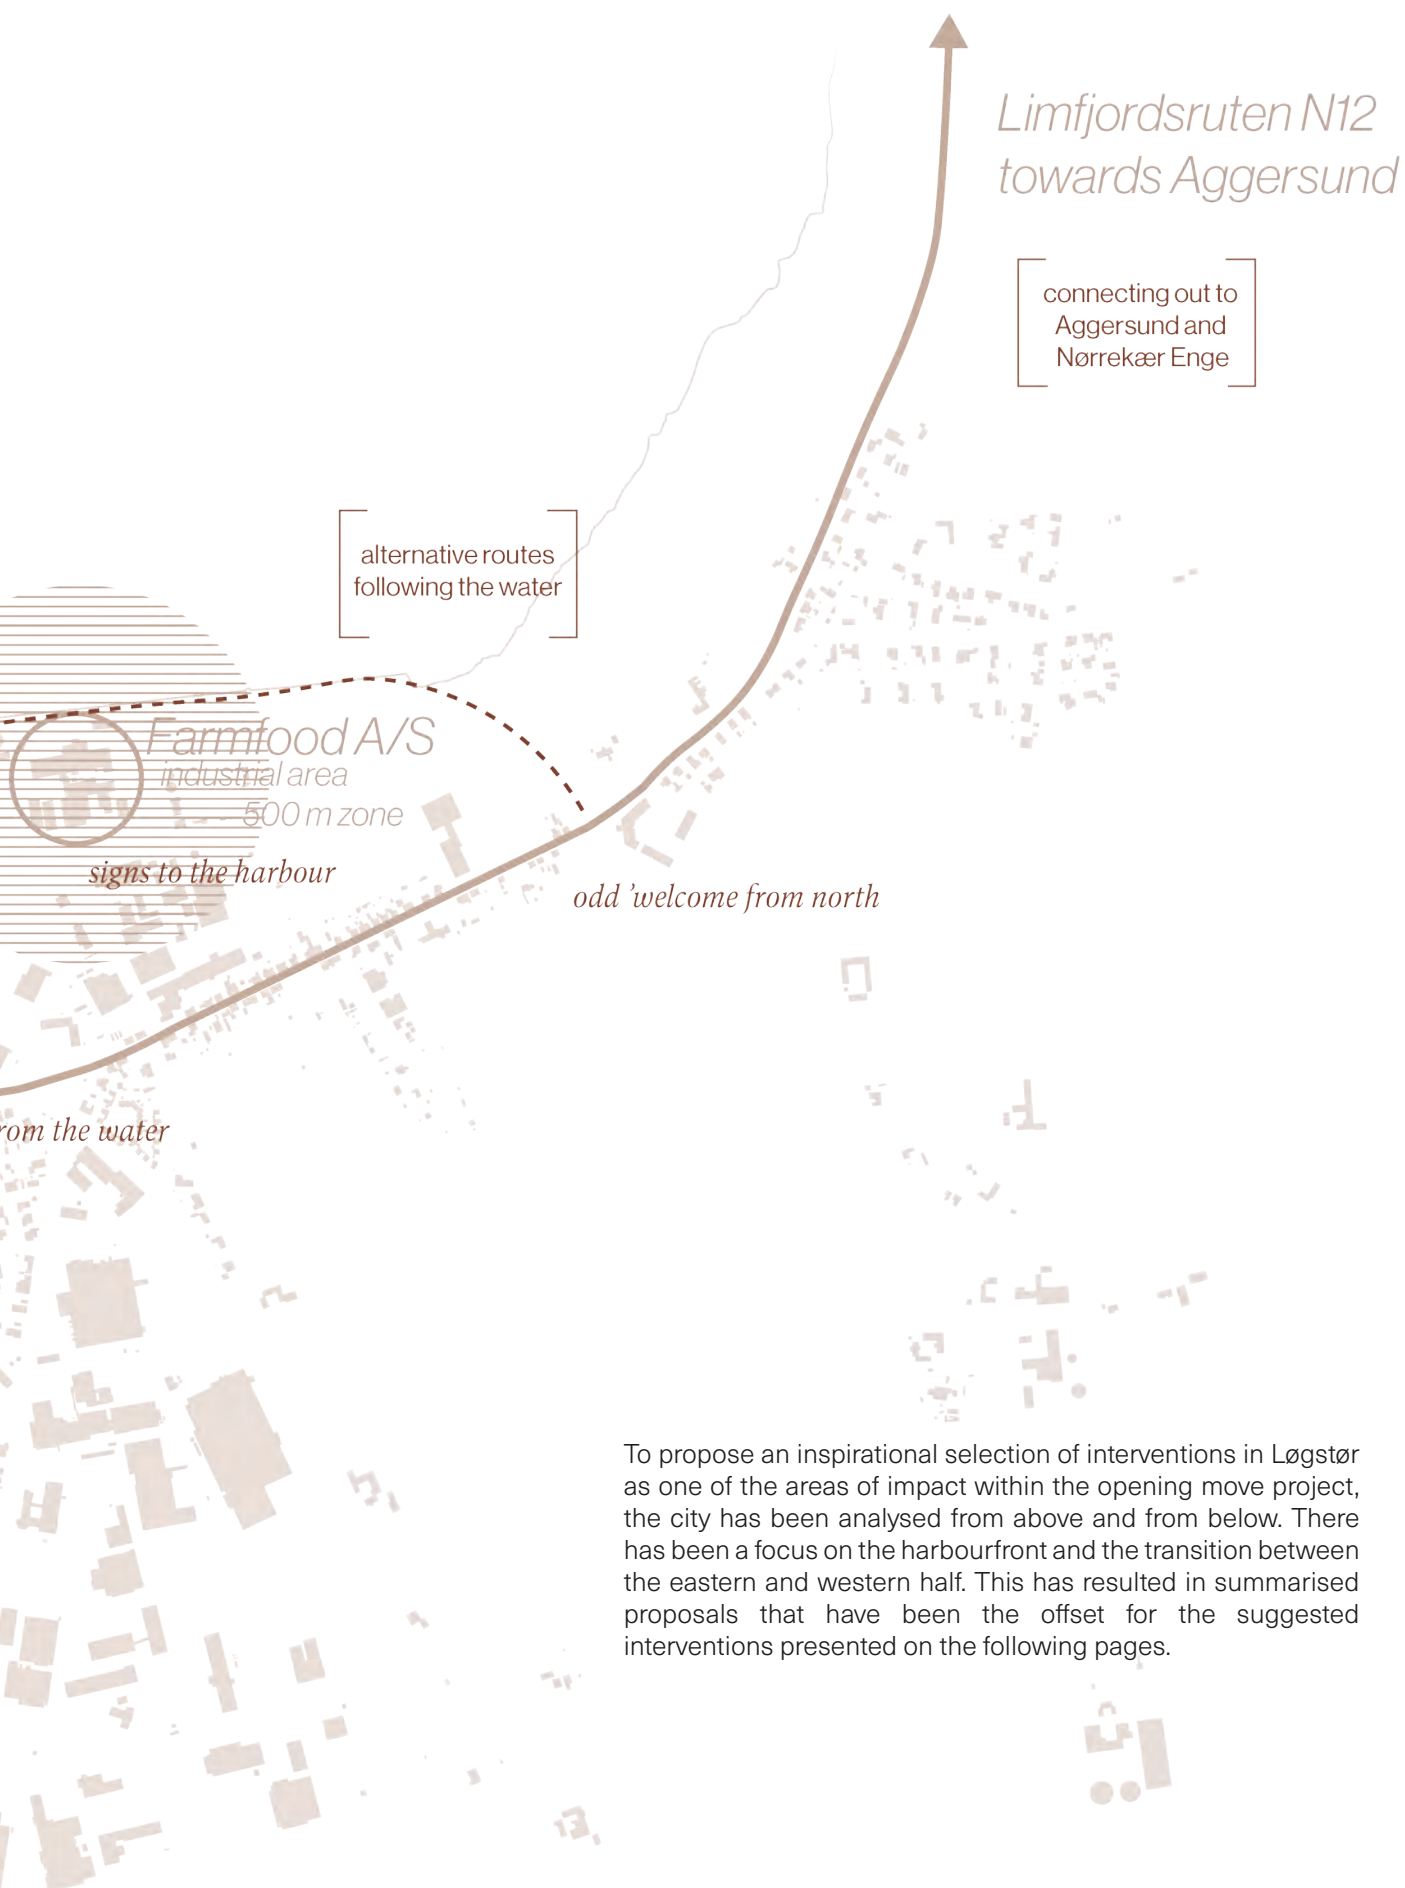 Limfjordsruten N12
towards Aggersund
connecting out to
Aggersund and
Nørrekær Enge
alternative routes
following the water
Farmfood A/S
industrial area
500 m zone
signs to the harbour
odd ’welcome from north
rom the water
To propose an inspirational selection of interventions in Løgstør
as one of the areas of impact within the opening move project,
the city has been analysed from above and from below. There
has been a focus on the harbourfront and the transition between
the eastern and western half. This has resulted in summarised
proposals that have been the offset for the suggested
interventions presented on the following pages.